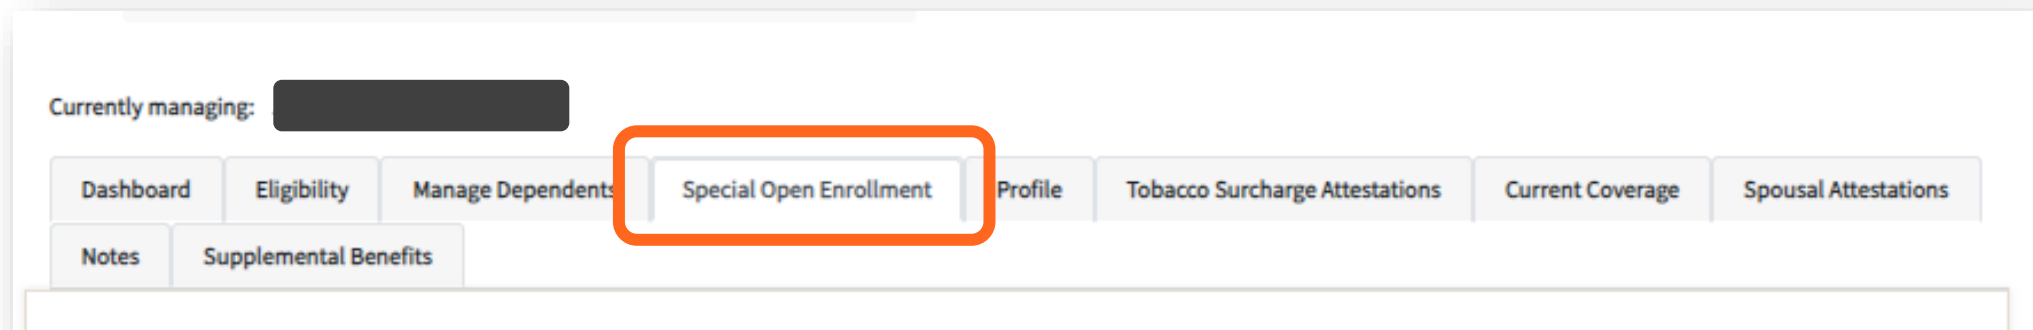 Currently managing:
Dashboard Eligibility Manage Dependents Special Open Enrollment Profile Tobacco Surcharge Attestations Current Coverage Spousal Attestations
Notes Supplemental Benefits